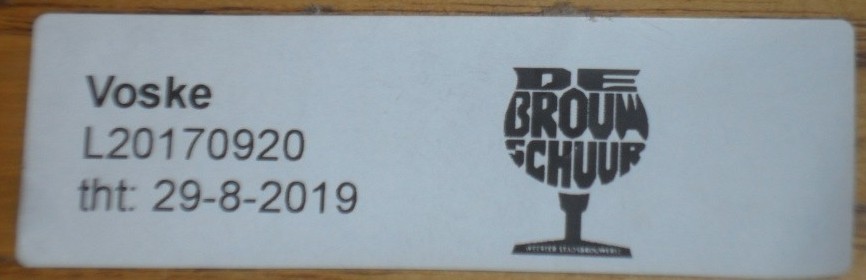 Voske
L20170920
tht: 29-8-2019
DE
BROUW
SCHUUR